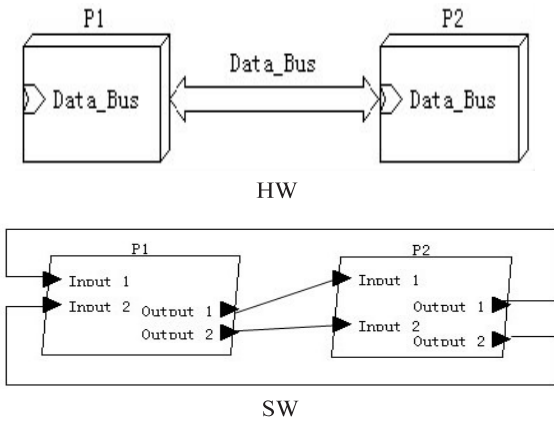 P1
P2
Data_Bus
Data_Bus
Data_Bus
HW
P1
P2
Input 1
Input 2
Output 1
Output 2
Input 1
Output 1
Input 2
Output 2
SW